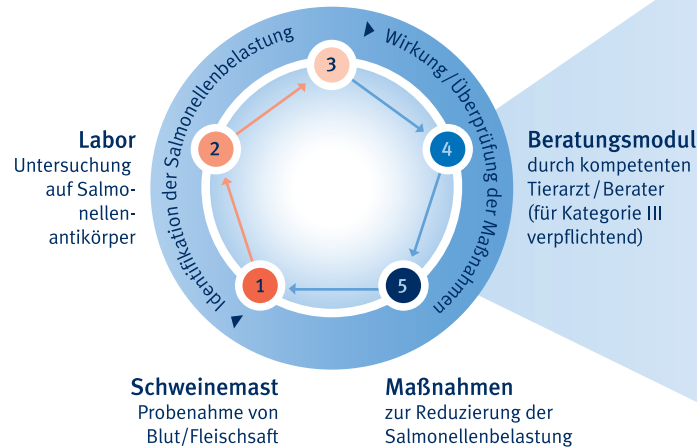 Identifikation der Salmonellenbelastung
Wirkung/Überprüfung der Maßnahmen
3
2
4
1
5
Labor
Untersuchung
auf Salmo-
nellen-
antikörper
Beratungsmodul
durch kompetenten
Tierarzt/Berater
(für Kategorie III
verpflichtend)
Schweinemast
Probenahme von
Blut/Fleischsaft
Maßnahmen
zur Reduzierung der
Salmonellenbelastung